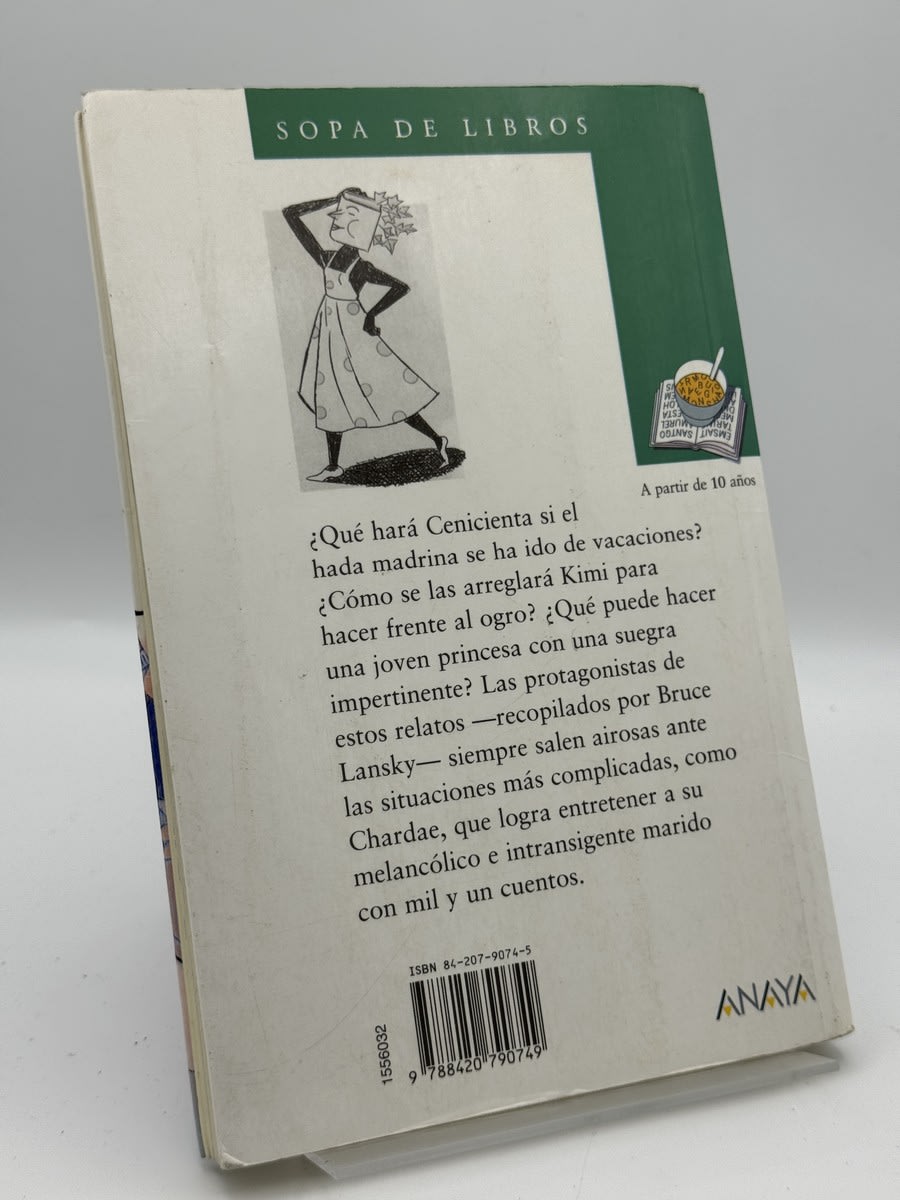 SOPA DE LIBROS
A partir de 10 años
¿Qué hará Cenicienta si el
hada madrina se ha ido de vacaciones?
¿Cómo se las arreglará Kimi para
hacer frente al ogro? ¿Qué puede hacer
una joven princesa con una suegra
impertinente? Las protagonistas de
estos relatos —recopilados por Bruce
Lansky— siempre salen airosas ante
las situaciones más complicadas, como
Chardae, que logra entretener a su
melancólico e intransigente marido
con mil y un cuentos.
ISBN 84-207-9074-5
1556032
9 788420 790749
ANAYA